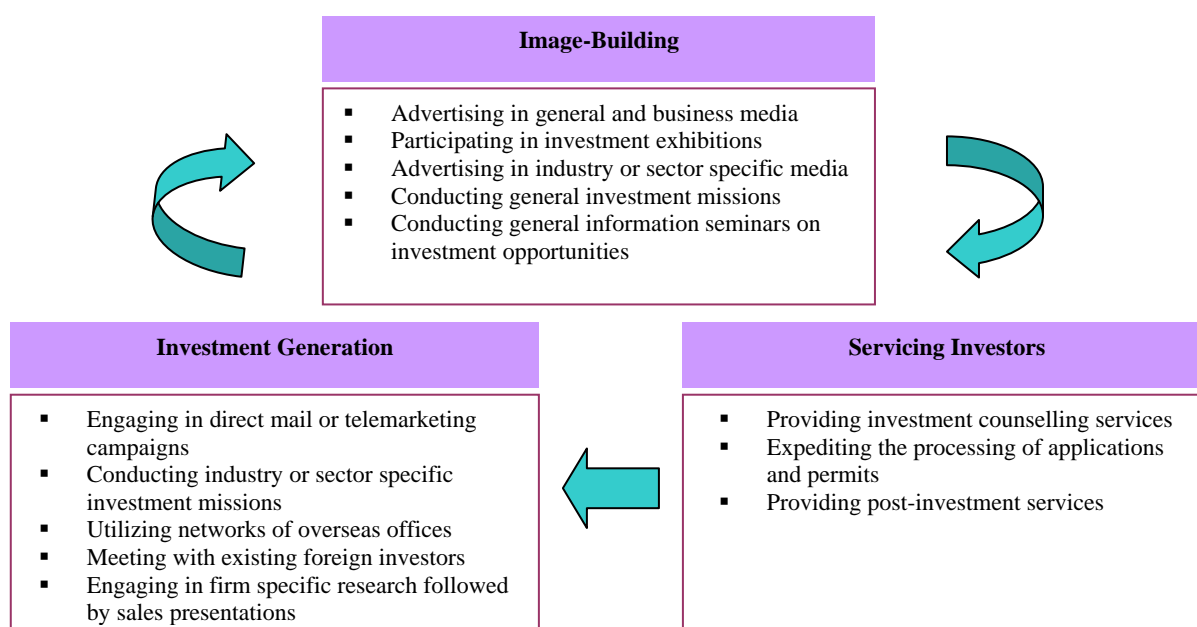 Image-Building
▪ Advertising in general and business media
▪ Participating in investment exhibitions
▪ Advertising in industry or sector specific media
▪ Conducting general investment missions
▪ Conducting general information seminars on
investment opportunities
Investment Generation
▪ Engaging in direct mail or telemarketing
campaigns
▪ Conducting industry or sector specific
investment missions
▪ Utilizing networks of overseas offices
▪ Meeting with existing foreign investors
▪ Engaging in firm specific research followed
by sales presentations
Servicing Investors
▪ Providing investment counselling services
▪ Expediting the processing of applications
and permits
▪ Providing post-investment services